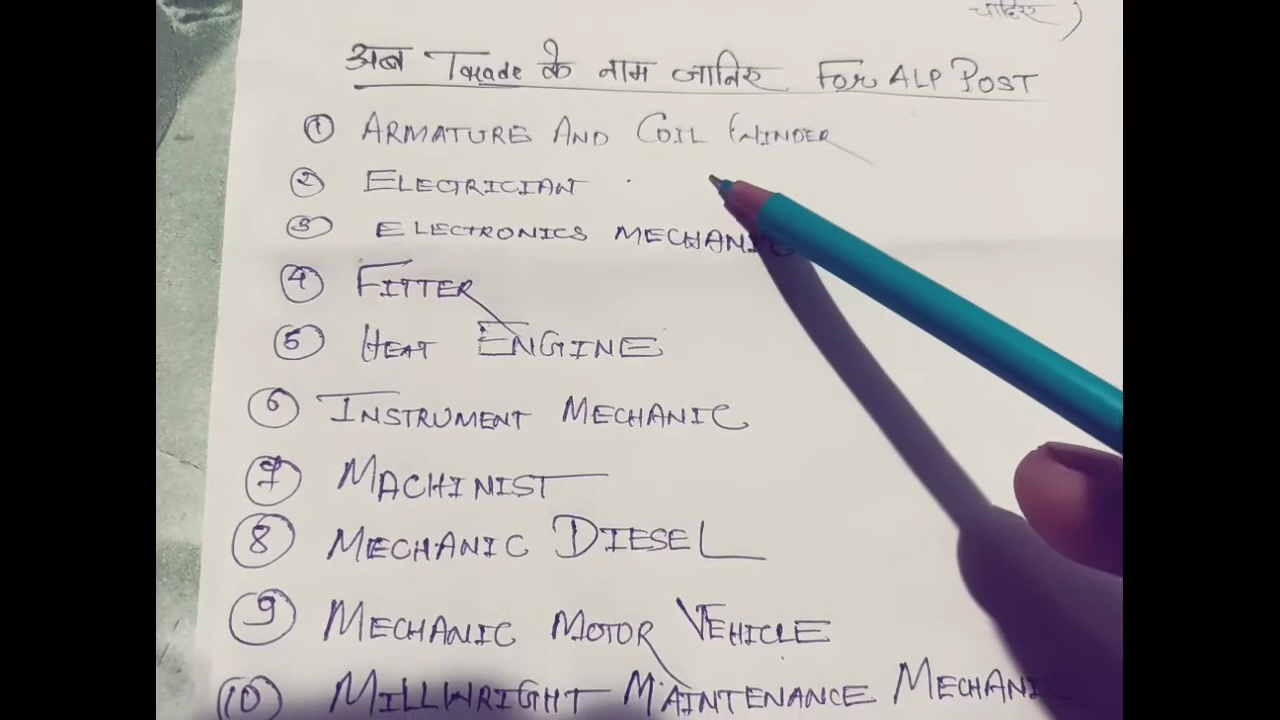 चाहिए)
अब Trade के नाम जानिए For ALP POST
① ARMATURE AND COIL WINDER
② ELECTRICIAN
③ ELECTRONICS MECHANIC
④ FITTER
⑤ HEAT ENGINE
⑥ INSTRUMENT MECHANIC
⑦ MACHINIST
⑧ MECHANIC DIESEL
⑨ MECHANIC MOTOR VEHICLE
⑩ MILLWRIGHT MAINTENANCE MECHANIC